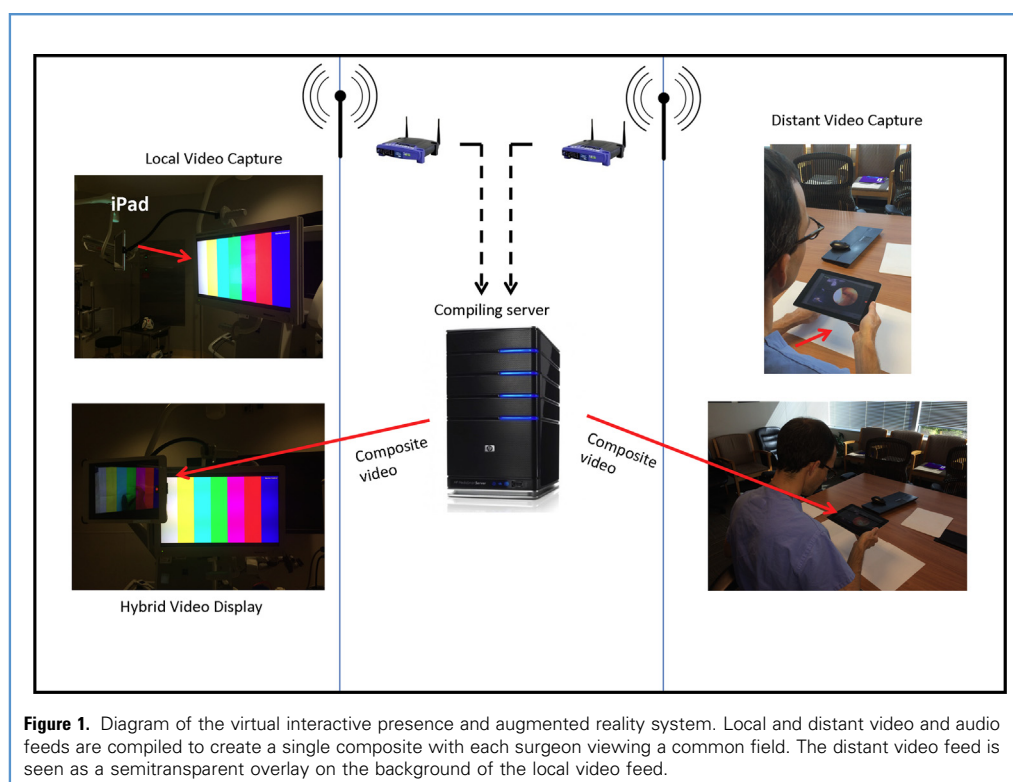 Distant Video Capture
Local Video Capture
iPad
Compiling server
Composite
video
Composite
video
Hybrid Video Display
Figure 1. Diagram of the virtual interactive presence and augmented reality system. Local and distant video and audio
feeds are compiled to create a single composite with each surgeon viewing a common field. The distant video feed is
seen as a semitransparent overlay on the background of the local video feed.